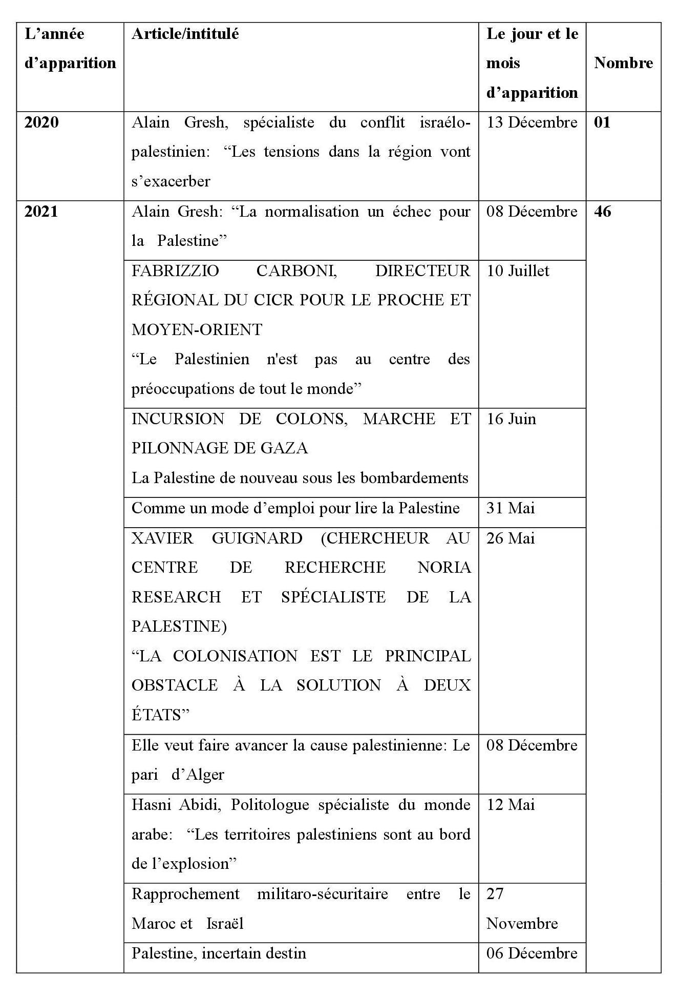 L’année
d’apparition
Article/intitulé
Le jour et le
mois
d’apparition
Nombre
2020
Alain Gresh, spécialiste du conflit israélo-
palestinien: “Les tensions dans la région vont
s’exacerber
13 Décembre
01
2021
Alain Gresh: “La normalisation un échec pour
la Palestine”
08 Décembre
46
FABRIZZIO CARBONI, DIRECTEUR
RÉGIONAL DU CICR POUR LE PROCHE ET
MOYEN-ORIENT
“Le Palestinien n'est pas au centre des
préoccupations de tout le monde”
10 Juillet
INCURSION DE COLONS, MARCHE ET
PILONNAGE DE GAZA
La Palestine de nouveau sous les bombardements
16 Juin
Comme un mode d’emploi pour lire la Palestine
31 Mai
XAVIER GUIGNARD (CHERCHEUR AU
CENTRE DE RECHERCHE NORIA
RESEARCH ET SPÉCIALISTE DE LA
PALESTINE)
“LA COLONISATION EST LE PRINCIPAL
OBSTACLE À LA SOLUTION À DEUX
ÉTATS”
26 Mai
Elle veut faire avancer la cause palestinienne: Le
pari d’Alger
08 Décembre
Hasni Abidi, Politologue spécialiste du monde
arabe: “Les territoires palestiniens sont au bord
de l’explosion”
12 Mai
Rapprochement militaro-sécuritaire entre le
Maroc et Israël
27
Novembre
Palestine, incertain destin
06 Décembre